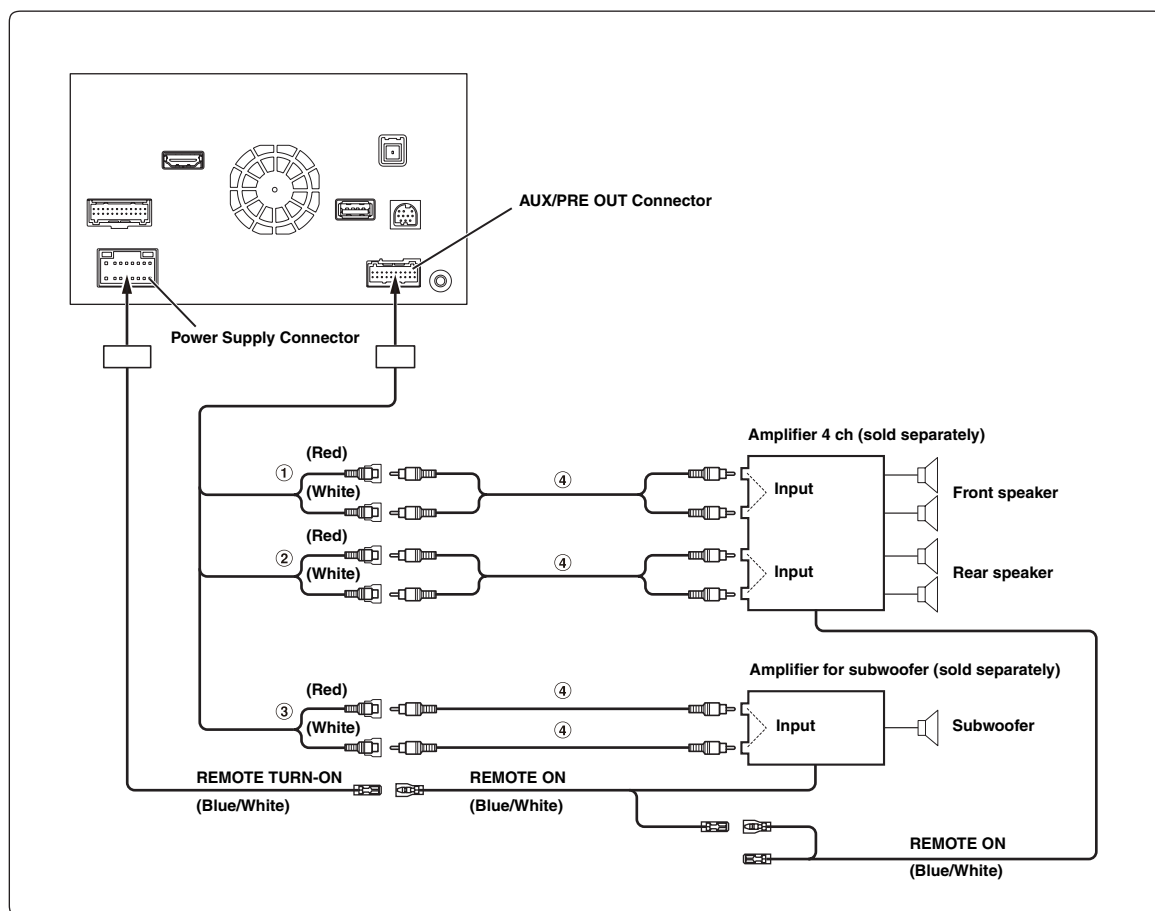 AUX/PRE OUT Connector
Power Supply Connector
Amplifier 4 ch (sold separately)
(Red)
①
④
(White)
Input
Front speaker
(Red)
②
④
(White)
Input
Rear speaker
Amplifier for subwoofer (sold separately)
(Red)
④
③
(White)
④
Input
Subwoofer
REMOTE TURN-ON
(Blue/White)
REMOTE ON
(Blue/White)
REMOTE ON
(Blue/White)